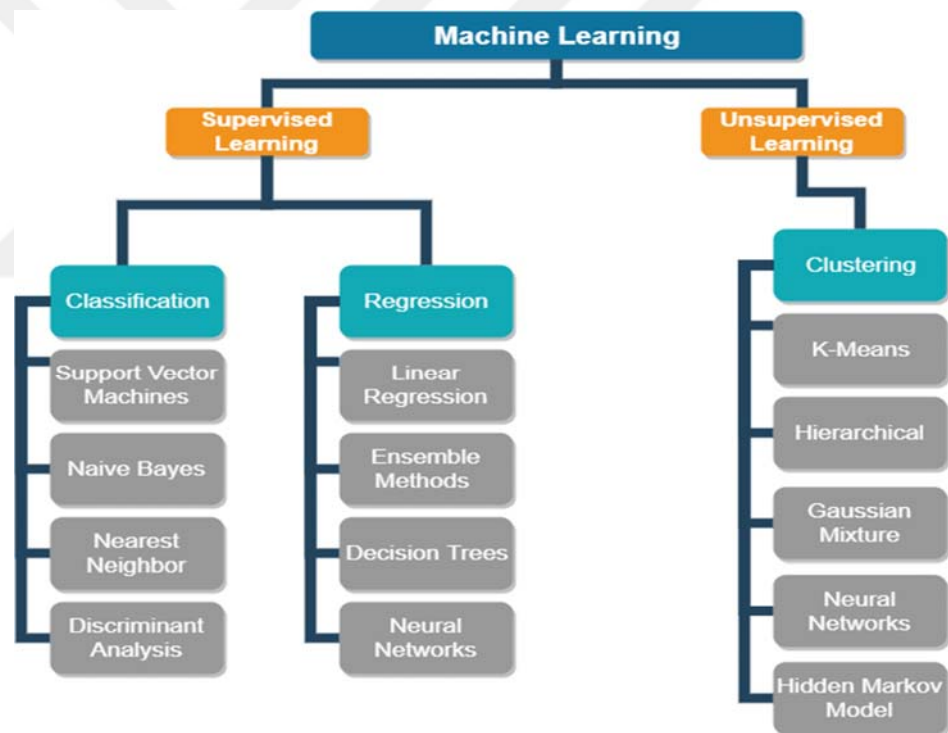 Machine Learning
Supervised
Learning
Unsupervised
Learning
Classification
Support Vector
Machines
Naive Bayes
Nearest
Neighbor
Discriminant
Analysis
Regression
Linear
Regression
Ensemble
Methods
Decision Trees
Neural
Networks
Clustering
K-Means
Hierarchical
Gaussian
Mixture
Neural
Networks
Hidden Markov
Model